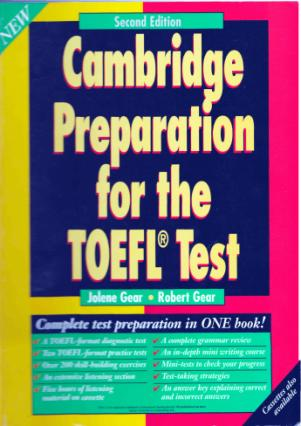 NEW
Second Edition
Cambridge
Preparation
for the
TOEFL® Test
Jolene Gear • Robert Gear
Complete test preparation in ONE book!
✓ A TOEFL-format diagnostic test
✓ Two TOEFL-format practice tests
✓ Over 200 skill-building exercises
✓ An extensive listening section
✓ Five hours of listening
material on cassette
✓ A complete grammar review
✓ An in-depth mini writing course
✓ Mini-tests to check your progress
✓ Test-taking strategies
✓ An answer key explaining correct
and incorrect answers
Cassettes also
available